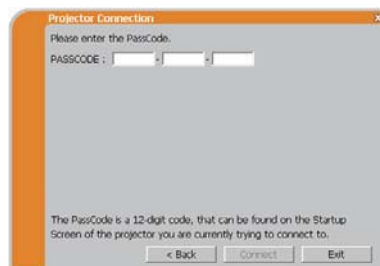 Projector Connection x
Please enter the PassCode.
PASSCODE : - -
The PassCode is a 12-digit code, that can be found on the Startup
Screen of the projector you are currently trying to connect to.
< Back Connect Exit